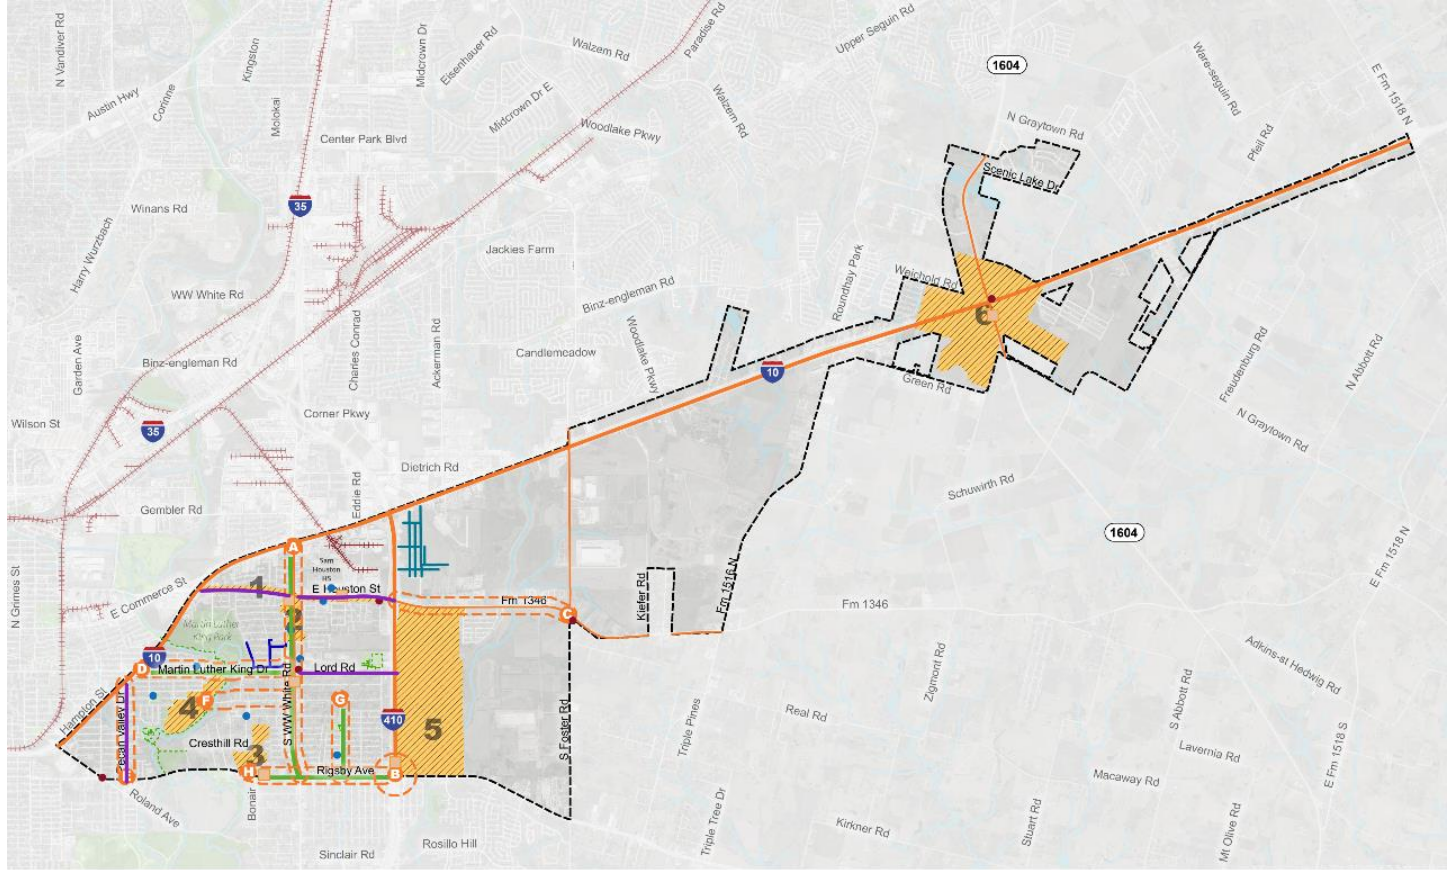 N Vandiver Rd
Kingston
Midcrown Dr
Eisenhauer Rd
Walzem Rd
Paradise Rd
Upper Seguin Rd
Ware-seguin Rd
E Fm 1518 N
1604
Austin Hwy
Corinne
Molokai
Midcrown Dr E
Walzem Rd
Center Park Blvd
Woodlake Pkwy
N Graytown Rd
Pfeil Rd
Scenic Lake Dr
35
Winans Rd
Harry Wurzbach
Jackies Farm
Roundhay Park
Weichold Rd
WW White Rd
Binz-engleman Rd
6
Garden Ave
Charles Conrad
Ackerman Rd
Candlemeadow
Woodlake Pkwy
Binz-engleman Rd
10
Green Rd
Freudenburg Rd
N Abbott Rd
Corner Pkwy
Wilson St
35
N Graytown Rd
Dietrich Rd
Eddie Rd
Schuwirth Rd
Gembler Rd
1604
E Fm 1518 N
A
Sam
Houston
HS
N Grimes St
E Commerce St
1
E Houston St
Kiefer Rd
Fm 1516 N
Fm 1346
Fm 1346
C
2
Martin Luther
King Park
10
D
Martin Luther King Dr
Lord Rd
Zigmont Rd
Adkins-st Hedwig Rd
S Abbott Rd
Hampton St
Pecan Valley Dr
4
F
S WW White Rd
G
410
5
S Foster Rd
Triple Pines
Real Rd
E Fm 1518 S
Cresthill Rd
3
Lavernia Rd
H
Rigsby Ave
B
Macaway Rd
Roland Ave
Bonair
Triple Tree Dr
Kirkner Rd
Stuart Rd
Mt Olive Rd
Sinclair Rd
Rosillo Hill